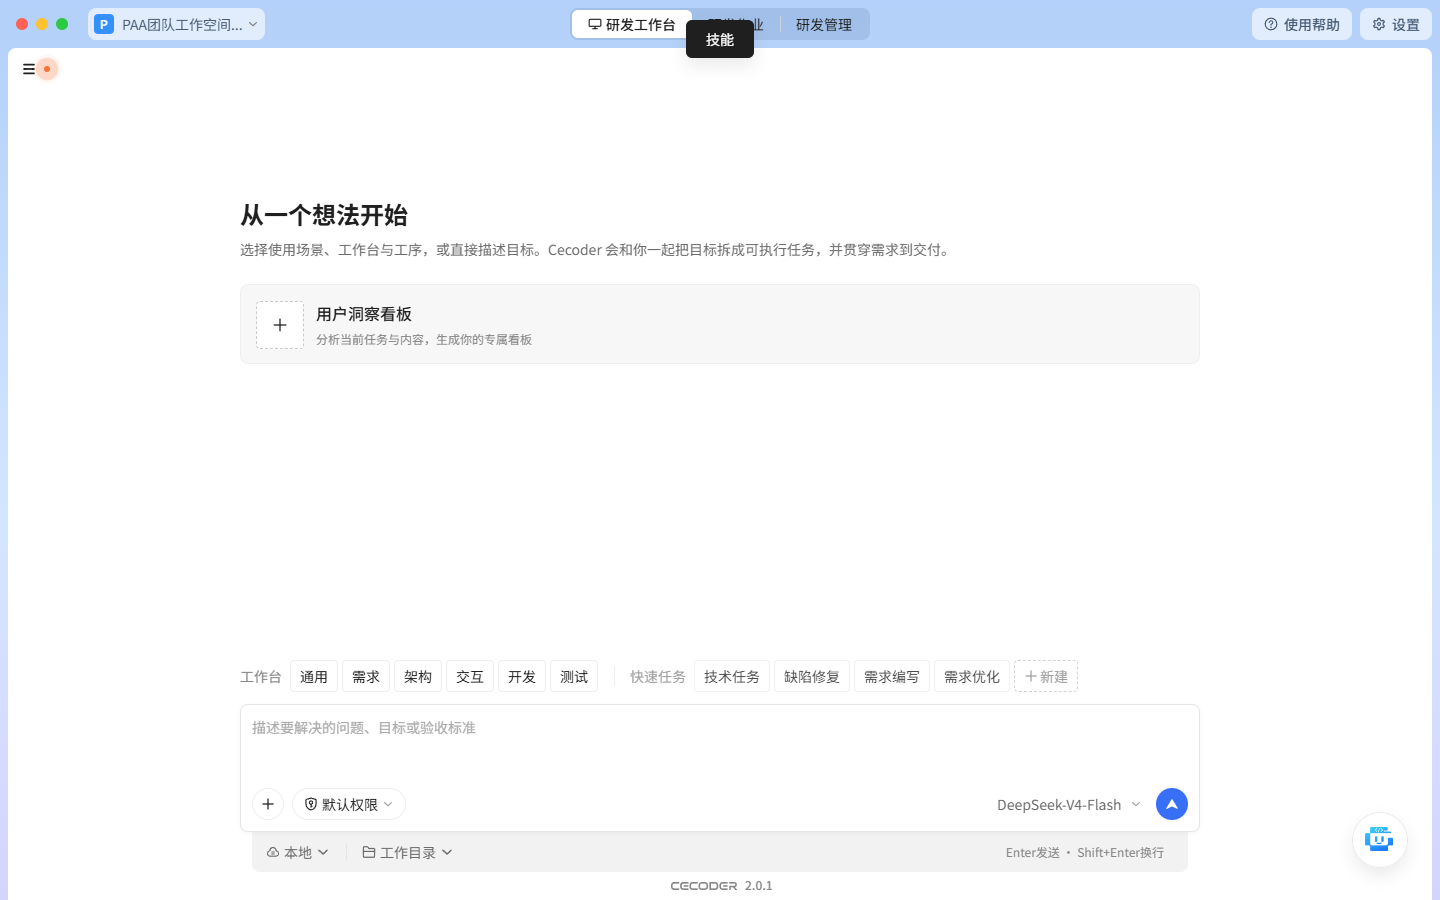 P PAA团队工作空间...
研发工作台
研发管理
使用帮助
设置
技能
从一个想法开始
选择使用场景、工作台与工序，或直接描述目标。Cecoder 会和你一起把目标拆成可执行任务，并贯穿需求到交付。
用户洞察看板
分析当前任务与内容，生成你的专属看板
工作台 通用 需求 架构 交互 开发 测试 快速任务 技术任务 缺陷修复 需求编写 需求优化 新建
描述要解决的问题、目标或验收标准
默认权限
DeepSeek-V4-Flash
本地 工作目录
Enter发送 · Shift+Enter换行
CECODER 2.0.1